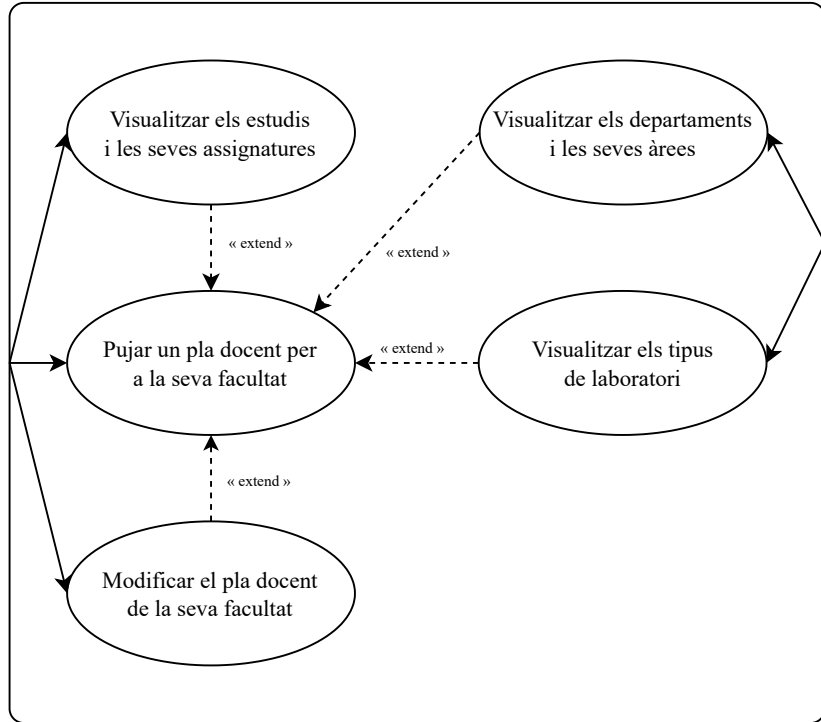 Visualitzar els estudis
i les seves assignatures
Visualitzar els departaments
i les seves àrees
« extend »
« extend »
Pujar un pla docent per
a la seva facultat
« extend »
Visualitzar els tipus
de laboratori
« extend »
Modificar el pla docent
de la seva facultat